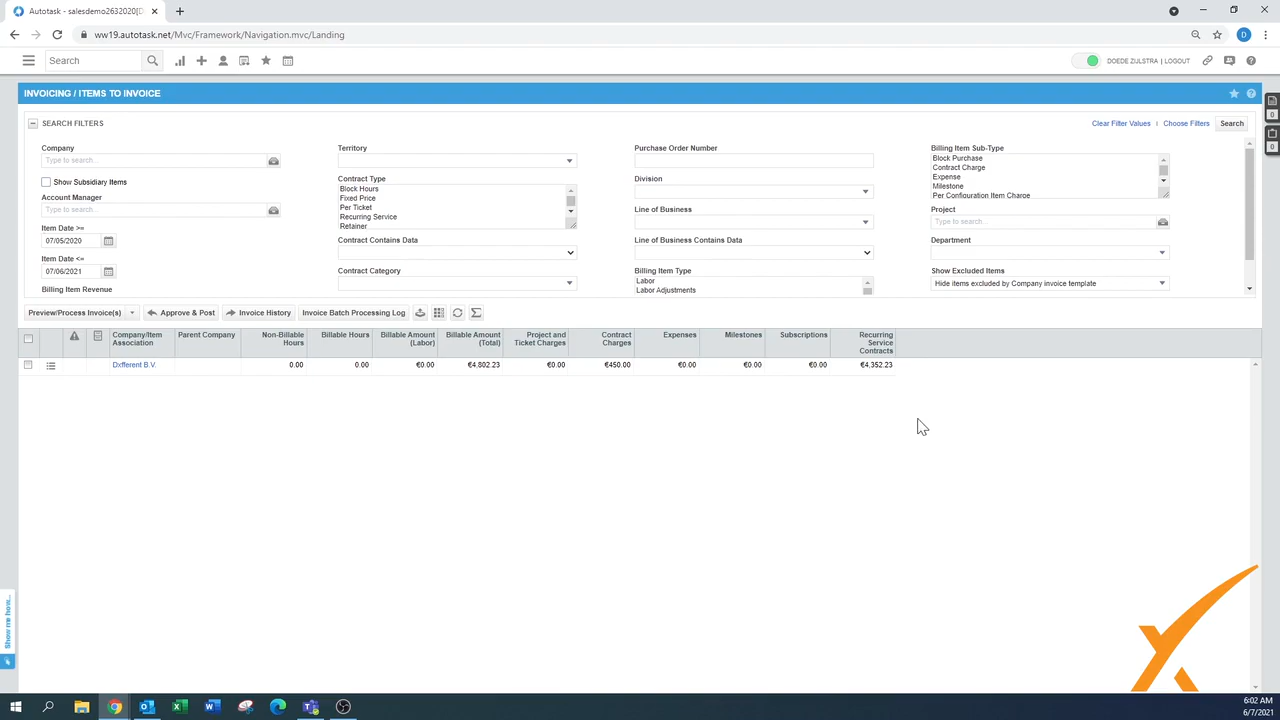 Autotask - salesdemo2632020[D
ww19.autotask.net/Mvc/Framework/Navigation.mvc/Landing
Search
DOEDE ZIJLSTRA | LOGOUT
INVOICING / ITEMS TO INVOICE
SEARCH FILTERS
Clear Filter Values | Choose Filters Search
Company
Type to search...
Show Subsidiary Items
Account Manager
Type to search...
Item Date >=
07/05/2020
Item Date <=
07/06/2021
Billing Item Revenue
Territory
Contract Type
Block Hours
Fixed Price
Per Ticket
Recurring Service
Retainer
Contract Contains Data
Contract Category
Purchase Order Number
Division
Line of Business
Line of Business Contains Data
Billing Item Type
Labor
Labor Adjustments
Billing Item Sub-Type
Block Purchase
Contract Charge
Expense
Milestone
Per Configuration Item Charge
Project
Type to search...
Department
Show Excluded Items
Hide items excluded by Company invoice template
0
0
Preview/Process Invoice(s) Approve & Post Invoice History Invoice Batch Processing Log
Company/Item Association Parent Company Non-Billable Hours Billable Hours Billable Amount (Labor) Billable Amount (Total) Project and Ticket Charges Contract Charges Expenses Milestones Subscriptions Recurring Service Contracts
Dxfferent B.V. 0.00 0.00 €0.00 €4,802.23 €0.00 €450.00 €0.00 €0.00 €0.00 €4,352.23
Show me how...
6:02 AM
6/7/2021